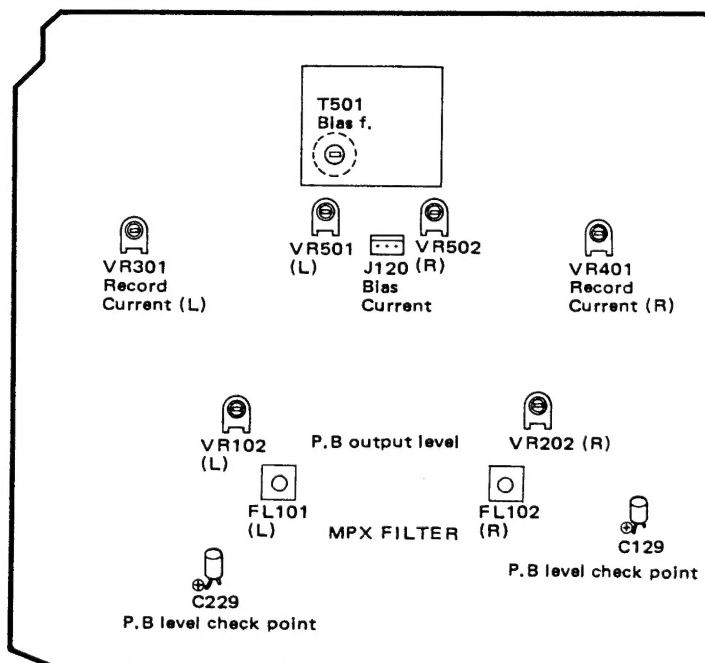 T501
Bias f.
VR501
(L)
J120
Bias
Current
VR502
(R)
VR301
Record
Current (L)
VR401
Record
Current (R)
VR102
(L)
P.B output level
VR202 (R)
FL101
(L)
MPX FILTER
FL102
(R)
C129
P.B level check point
C229
P.B level check point